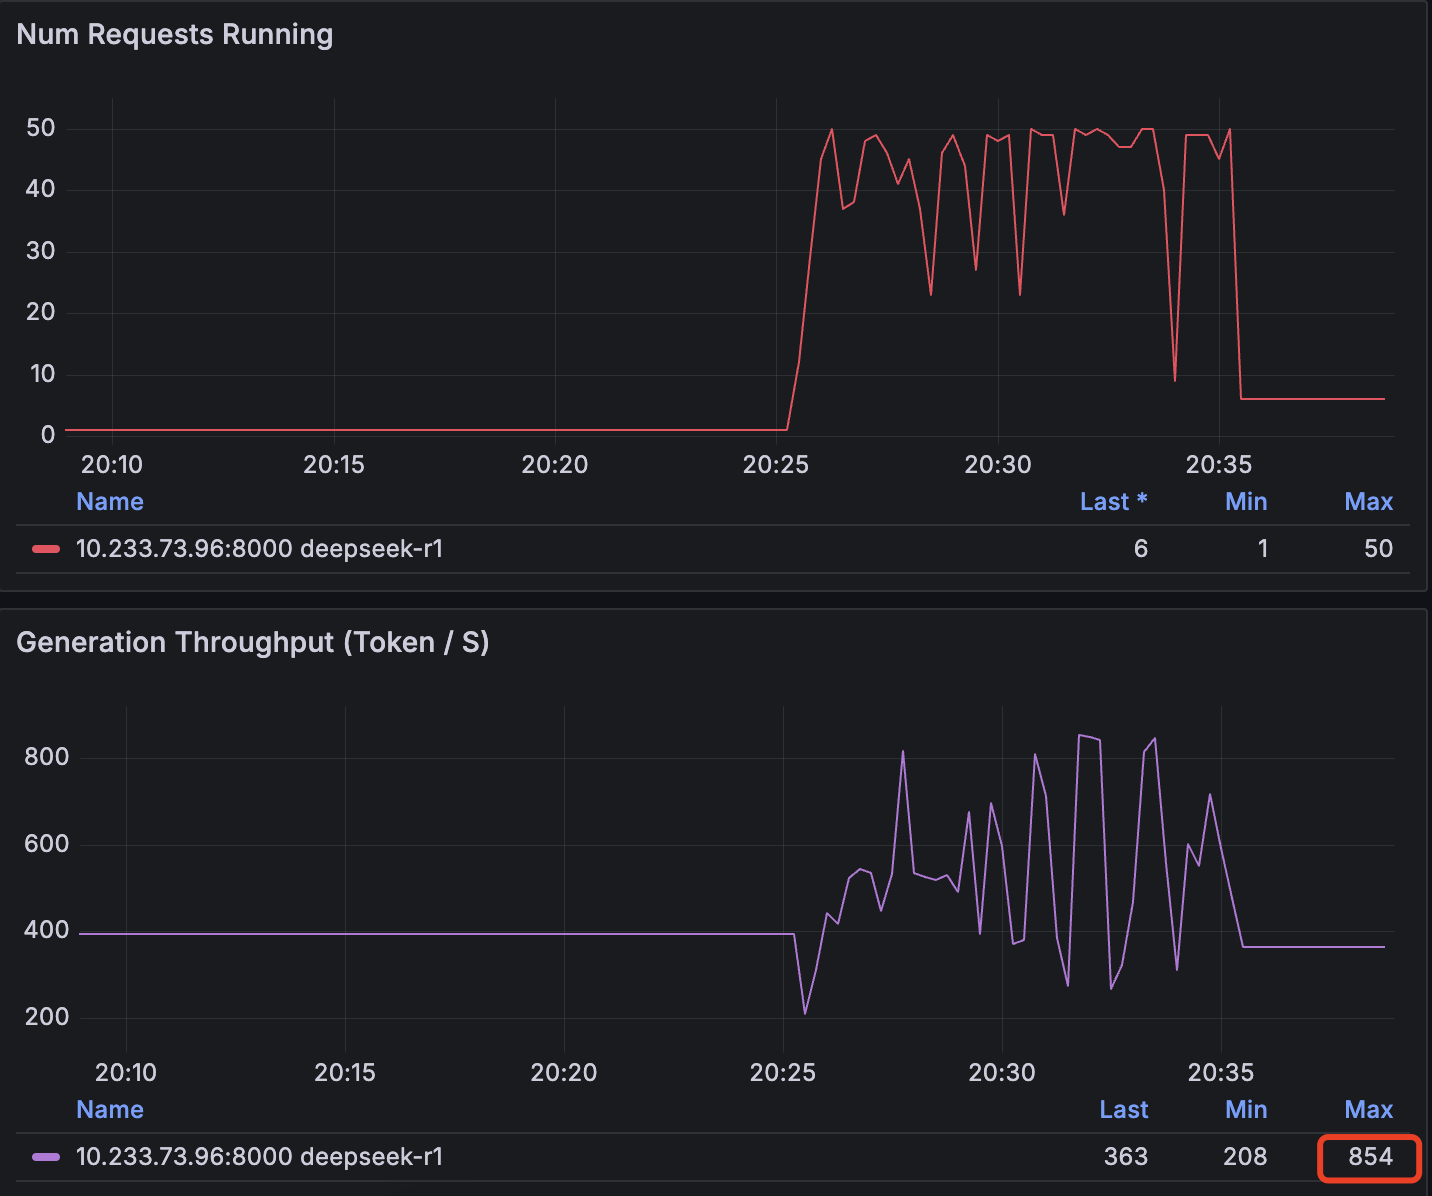 Num Requests Running
50
40
30
20
10
0
20:10 20:15 20:20 20:25 20:30 20:35
Name Last * Min Max
10.233.73.96:8000 deepseek-r1 6 1 50
Generation Throughput (Token / S)
800
600
400
200
20:10 20:15 20:20 20:25 20:30 20:35
Name Last Min Max
10.233.73.96:8000 deepseek-r1 363 208 854